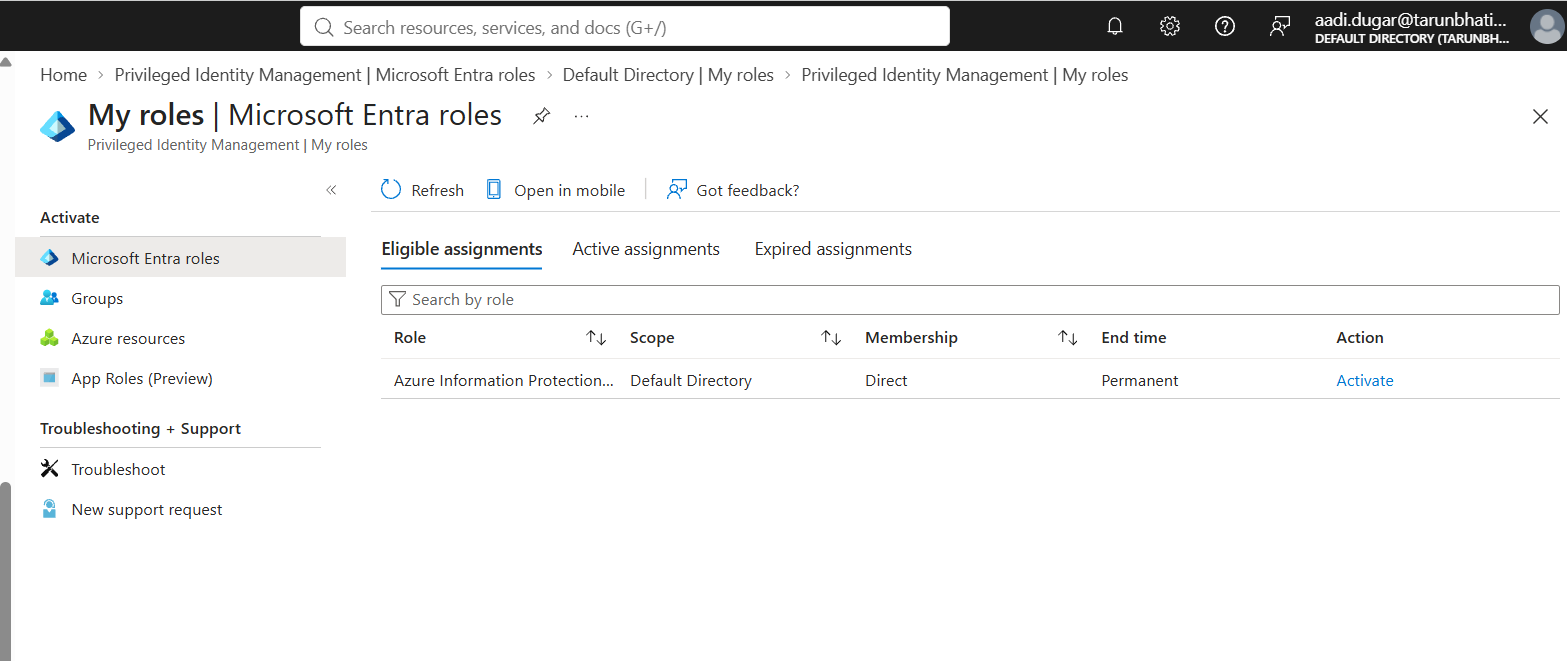 Search resources, services, and docs (G+/)
aadi.dugar@tarunbhati...
DEFAULT DIRECTORY (TARUNBH...
Home > Privileged Identity Management | Microsoft Entra roles > Default Directory | My roles > Privileged Identity Management | My roles
My roles | Microsoft Entra roles ...
Privileged Identity Management | My roles
Refresh Open in mobile Got feedback?
Activate
Microsoft Entra roles
Groups
Azure resources
App Roles (Preview)
Troubleshooting + Support
Troubleshoot
New support request
Eligible assignments Active assignments Expired assignments
Search by role
Role Scope Membership End time Action
Azure Information Protection... Default Directory Direct Permanent Activate